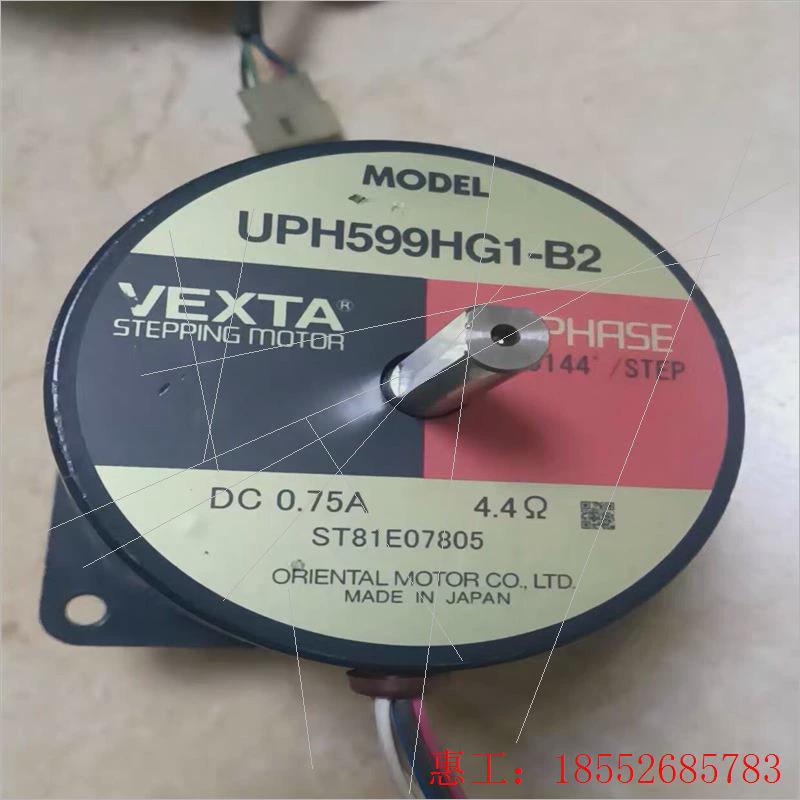 MODEL
UPH599HG1-B2
VEXTA®
STEPPING MOTOR
PHASE
144°/STEP
DC 0.75A 4.4Ω
ST81E07805
ORIENTAL MOTOR CO., LTD.
MADE IN JAPAN
惠工：18552685783